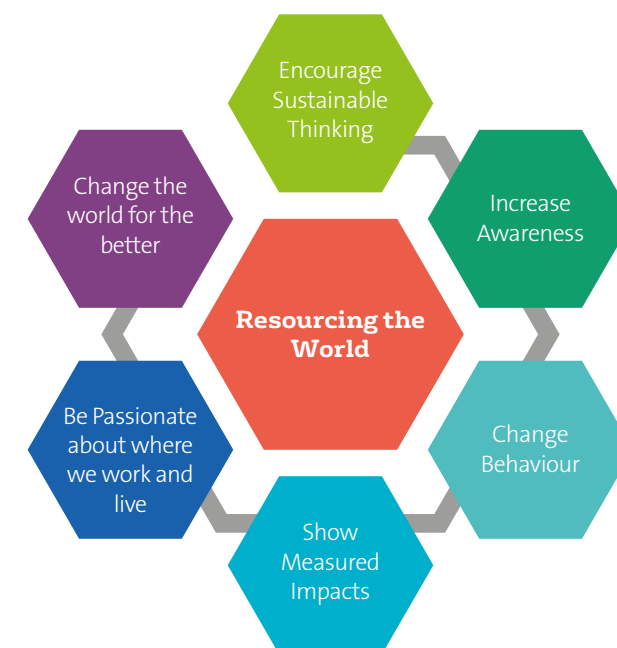 Encourage
Sustainable
Thinking
Increase
Awareness
Change
Behaviour
Show
Measured
Impacts
Be Passionate
about where
we work and
live
Change the
world for the
better
Resourcing the
World